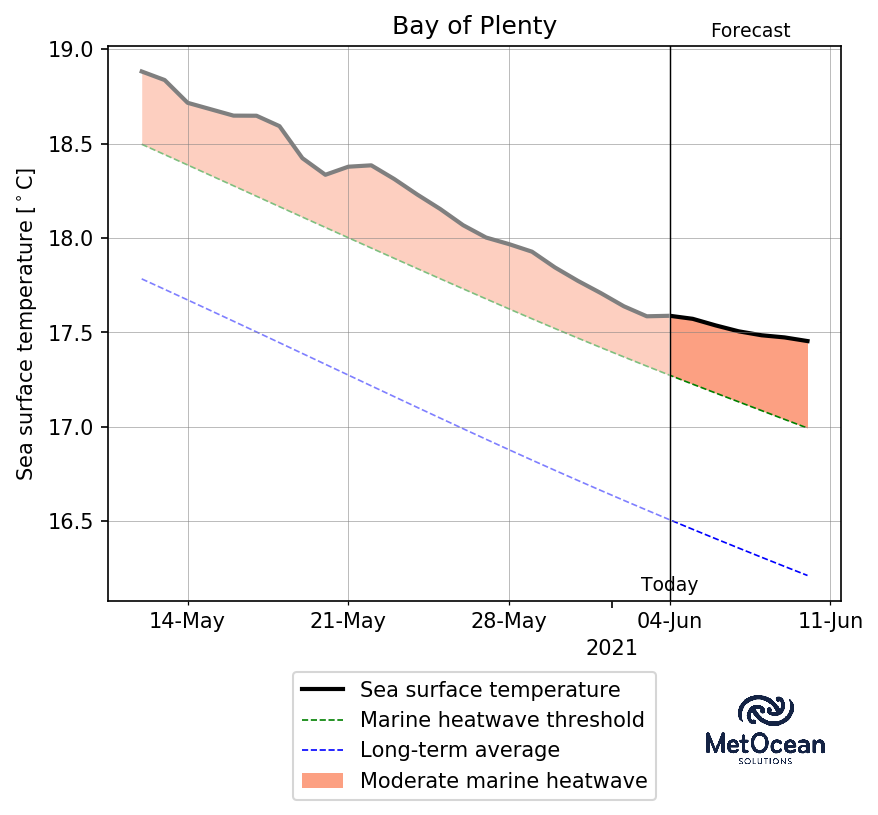 Bay of Plenty
Forecast
19.0
18.5
18.0
17.5
17.0
16.5
Sea surface temperature [°C]
Today
14-May 21-May 28-May 04-Jun 11-Jun
2021
Sea surface temperature
Marine heatwave threshold
Long-term average
Moderate marine heatwave
MetOcean
SOLUTIONS